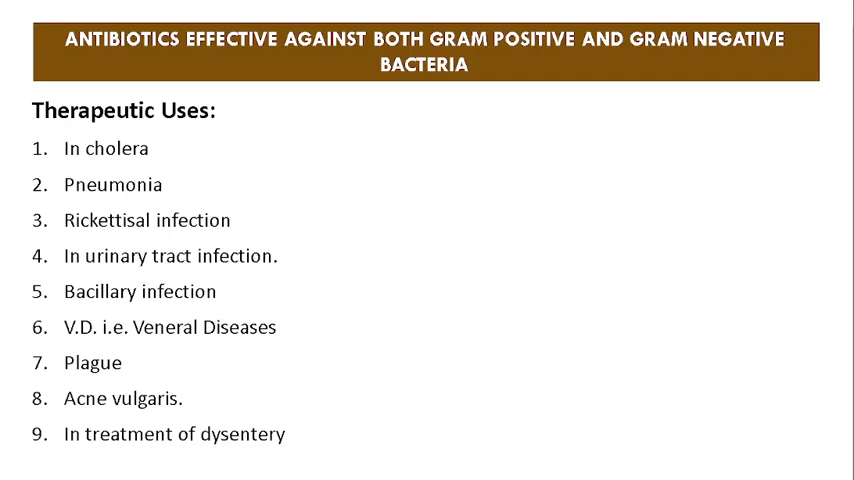 ANTIBIOTICS EFFECTIVE AGAINST BOTH GRAM POSITIVE AND GRAM NEGATIVE
BACTERIA
Therapeutic Uses:
1. In cholera
2. Pneumonia
3. Rickettisal infection
4. In urinary tract infection.
5. Bacillary infection
6. V.D. i.e. Veneral Diseases
7. Plague
8. Acne vulgaris.
9. In treatment of dysentery